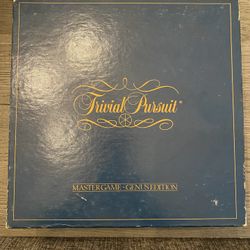 Trivial Pursuit
MASTER GAME - GENUS EDITION